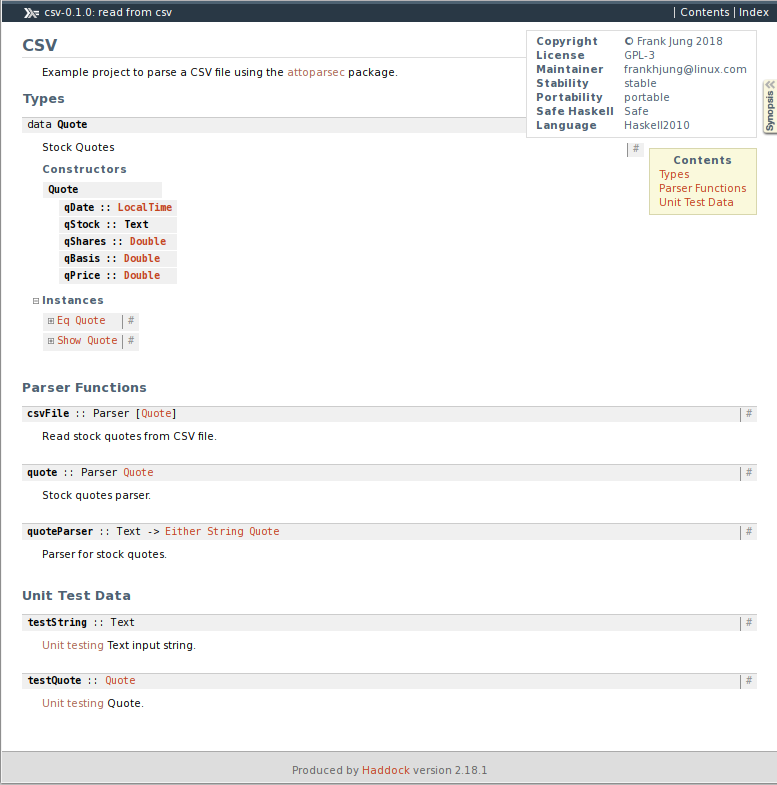 csv-0.1.0: read from csv
Contents
Index
CSV
Copyright © Frank Jung 2018
License GPL-3
Maintainer frankhjung@linux.com
Stability stable
Portability portable
Safe Haskell Safe
Language Haskell2010
Synopsis
Example project to parse a CSV file using the attoparsec package.
Contents
Types
Parser Functions
Unit Test Data
Types
data Quote
#
Stock Quotes
Constructors
Quote
qDate :: LocalTime
qStock :: Text
qShares :: Double
qBasis :: Double
qPrice :: Double
Instances
Eq Quote #
Show Quote #
Parser Functions
csvFile :: Parser [Quote] #
Read stock quotes from CSV file.
quote :: Parser Quote #
Stock quotes parser.
quoteParser :: Text -> Either String Quote #
Parser for stock quotes.
Unit Test Data
testString :: Text #
Unit testing Text input string.
testQuote :: Quote #
Unit testing Quote.
Produced by Haddock version 2.18.1